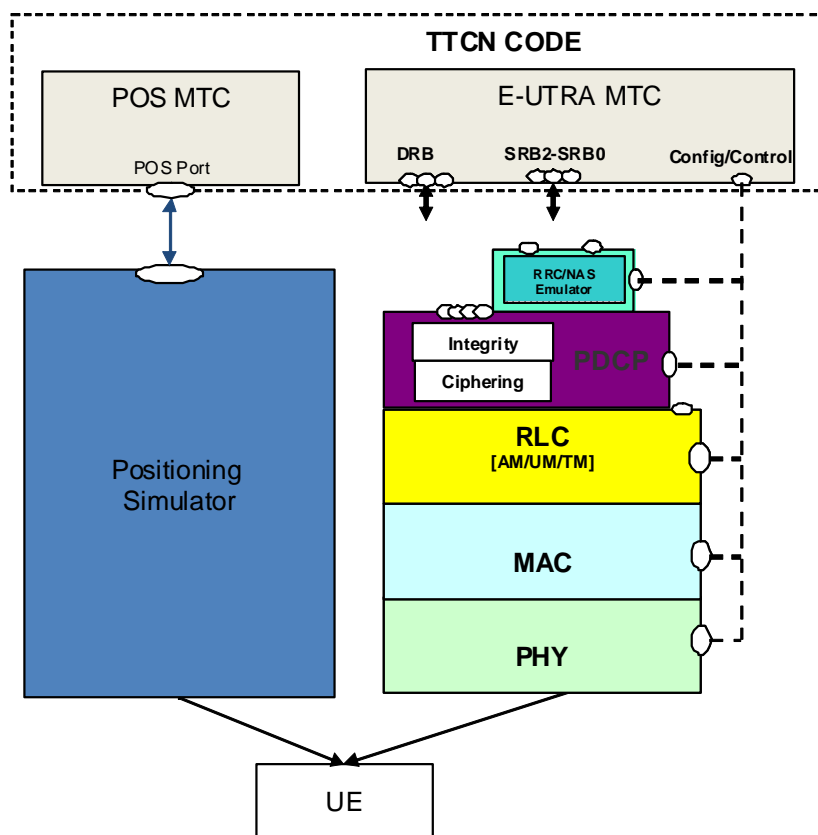 TTCN CODE
POS MTC
E-UTRA MTC
POS Port
DRB
SRB2-SRB0
Config/Control
RRC/NAS
Emulator
Integrity
PDCP
Ciphering
RLC
[AM/UM/TM]
Positioning
Simulator
MAC
PHY
UE